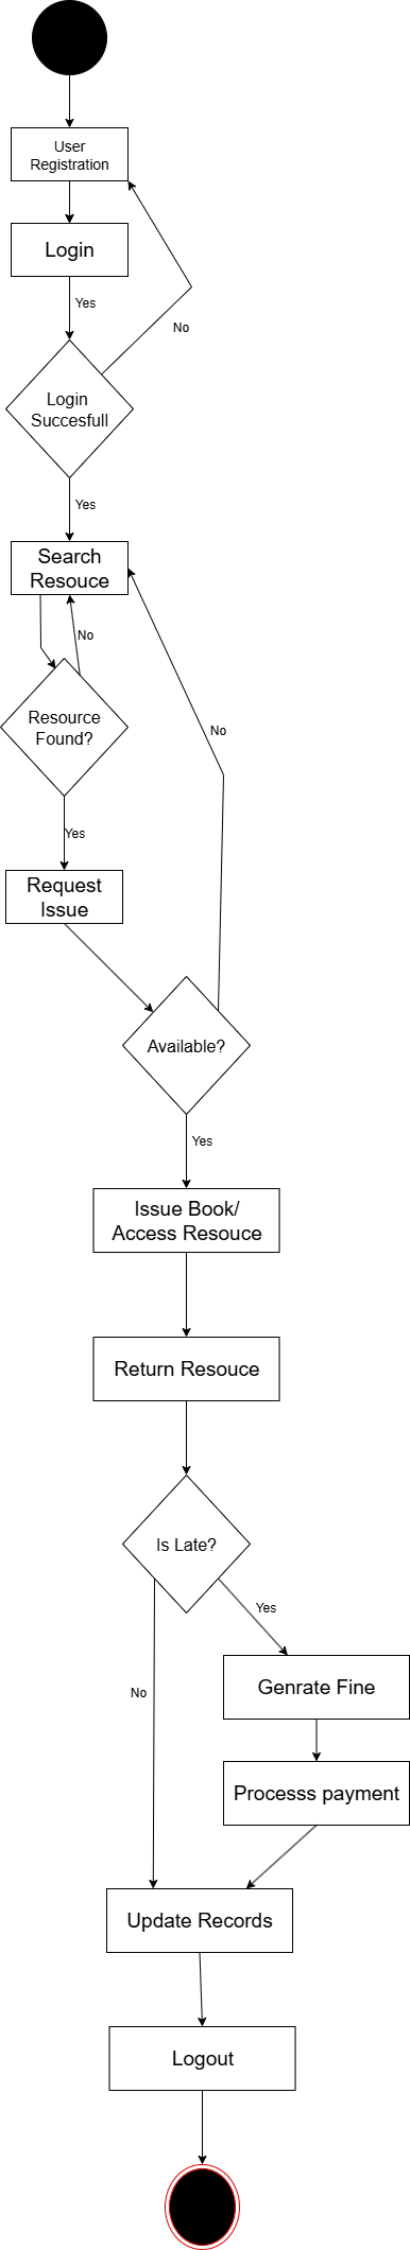 User
Registration
Login
Yes
No
Login
Succesfull
Yes
Search
Resouce
No
Resource
Found?
No
Yes
Request
Issue
Available?
Yes
Issue Book/
Access Resouce
Return Resouce
Is Late?
Yes
Genrate Fine
No
Processs payment
Update Records
Logout